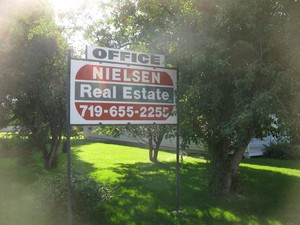 OFFICE
NIELSEN
Real Estate
719-655-2255